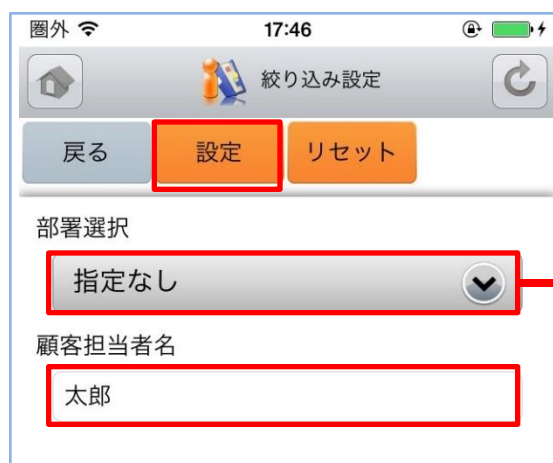 圏外 17:46
絞り込み設定
戻る 設定 リセット
部署選択
指定なし
顧客担当者名
太郎